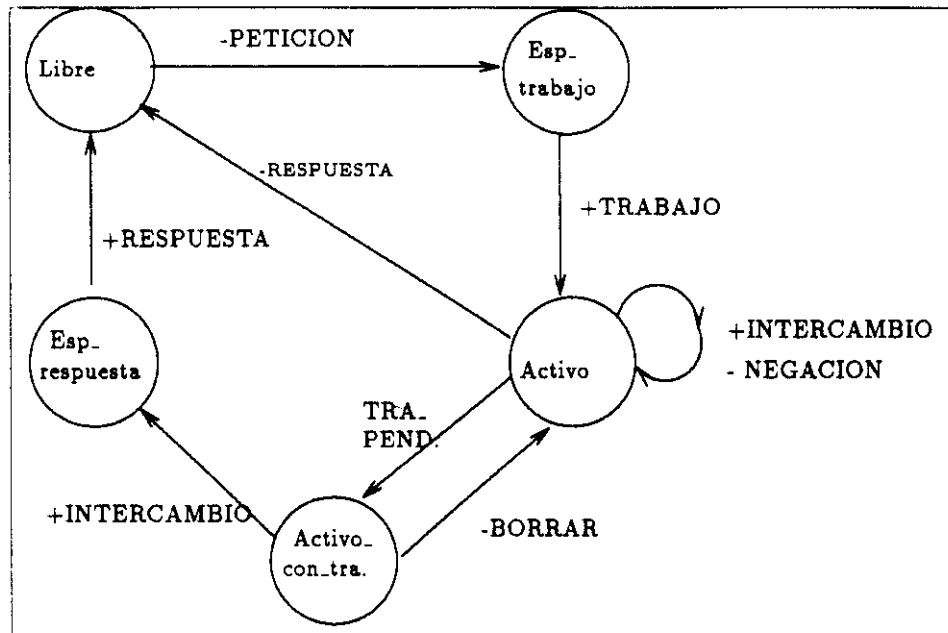 -PETICION
Libre
Esp_
trabajo
-RESPUESTA
+TRABAJO
+RESPUESTA
Esp_
respuesta
Activo
+INTERCAMBIO
- NEGACION
TRA_
PEND.
+INTERCAMBIO
Activo_
con_tra.
-BORRAR